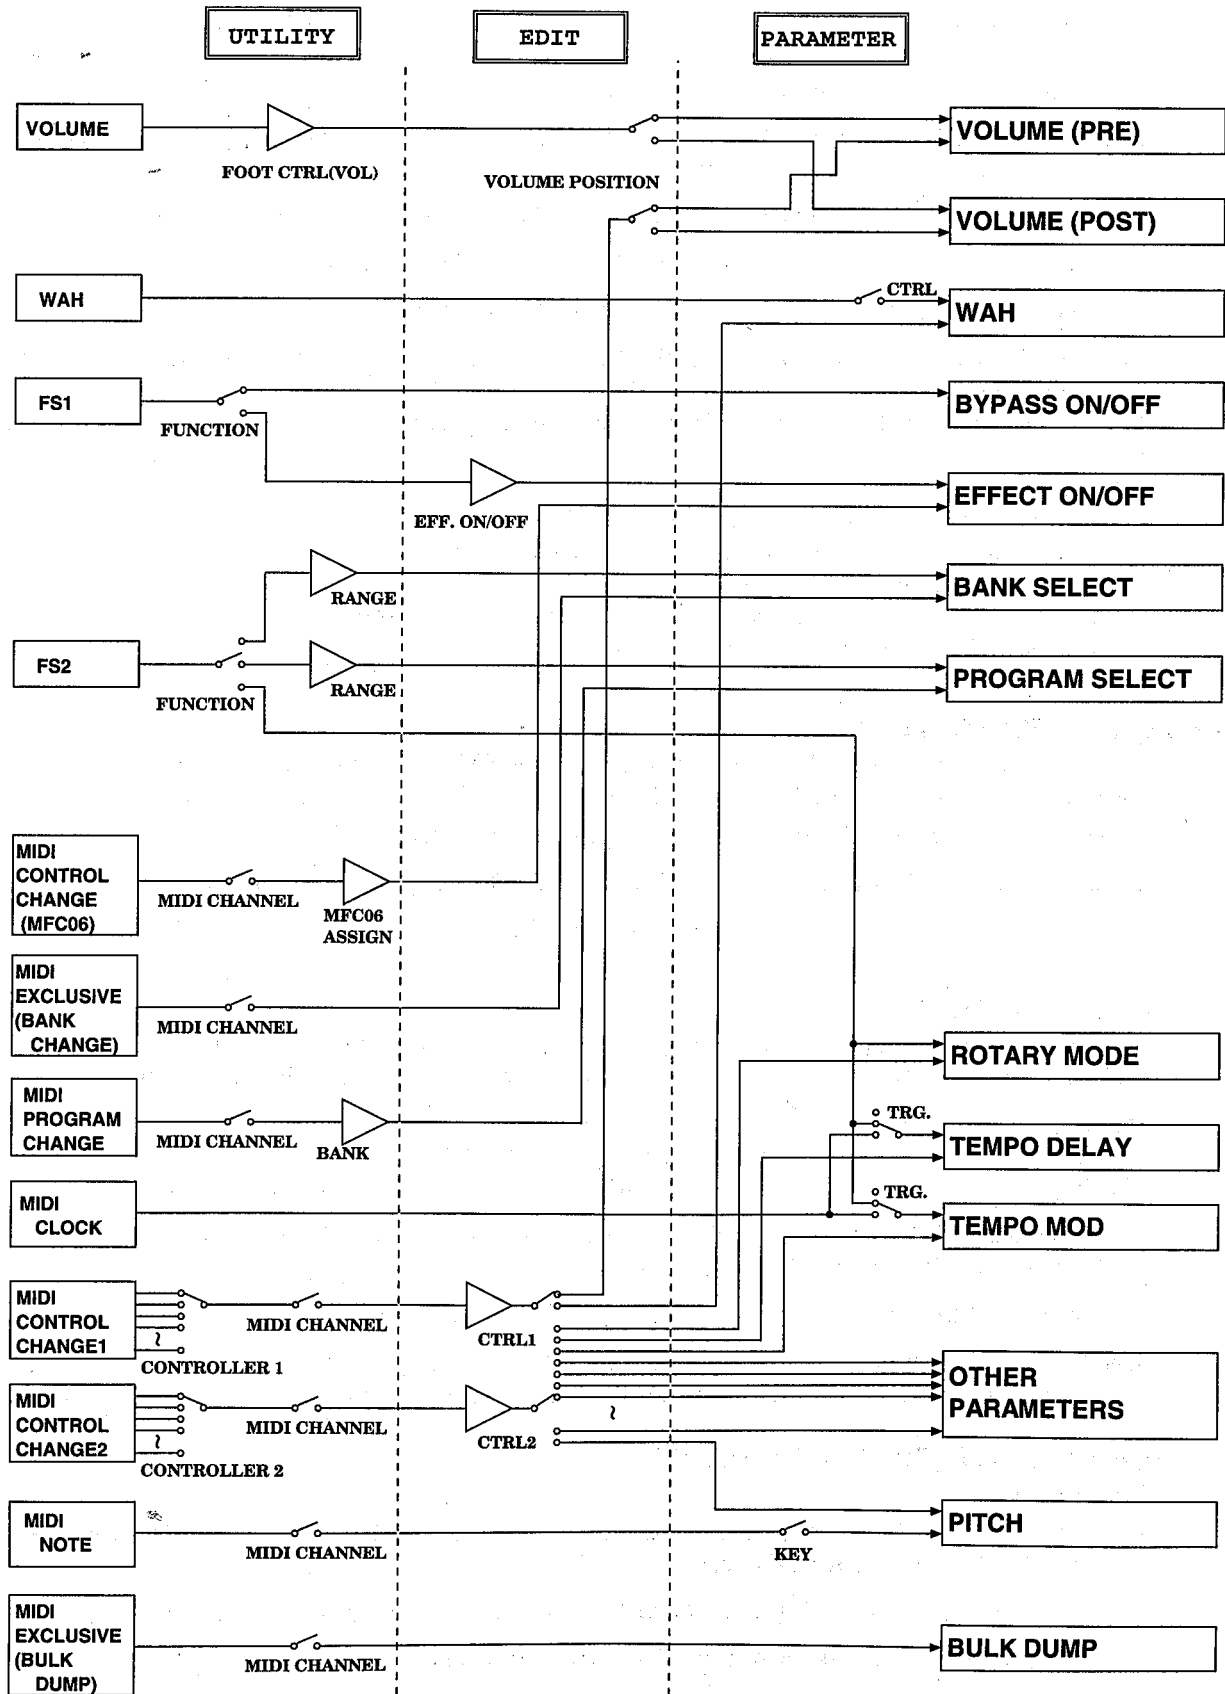 UTILITY
EDIT
PARAMETER
VOLUME
FOOT CTRL(VOL)
VOLUME POSITION
VOLUME (PRE)
VOLUME (POST)
WAH
CTRL
WAH
FS1
FUNCTION
BYPASS ON/OFF
EFF. ON/OFF
EFFECT ON/OFF
RANGE
BANK SELECT
FS2
FUNCTION
RANGE
PROGRAM SELECT
MIDI
CONTROL
CHANGE
(MFC06)
MIDI CHANNEL
MFC06
ASSIGN
MIDI
EXCLUSIVE
(BANK
CHANGE)
MIDI CHANNEL
ROTARY MODE
MIDI
PROGRAM
CHANGE
MIDI CHANNEL
BANK
TRG.
TEMPO DELAY
MIDI
CLOCK
TRG.
TEMPO MOD
MIDI
CONTROL
CHANGE1
~
CONTROLLER 1
MIDI CHANNEL
CTRL1
MIDI
CONTROL
CHANGE2
~
CONTROLLER 2
MIDI CHANNEL
CTRL2
~
OTHER
PARAMETERS
MIDI
NOTE
MIDI CHANNEL
KEY
PITCH
MIDI
EXCLUSIVE
(BULK
DUMP)
MIDI CHANNEL
BULK DUMP